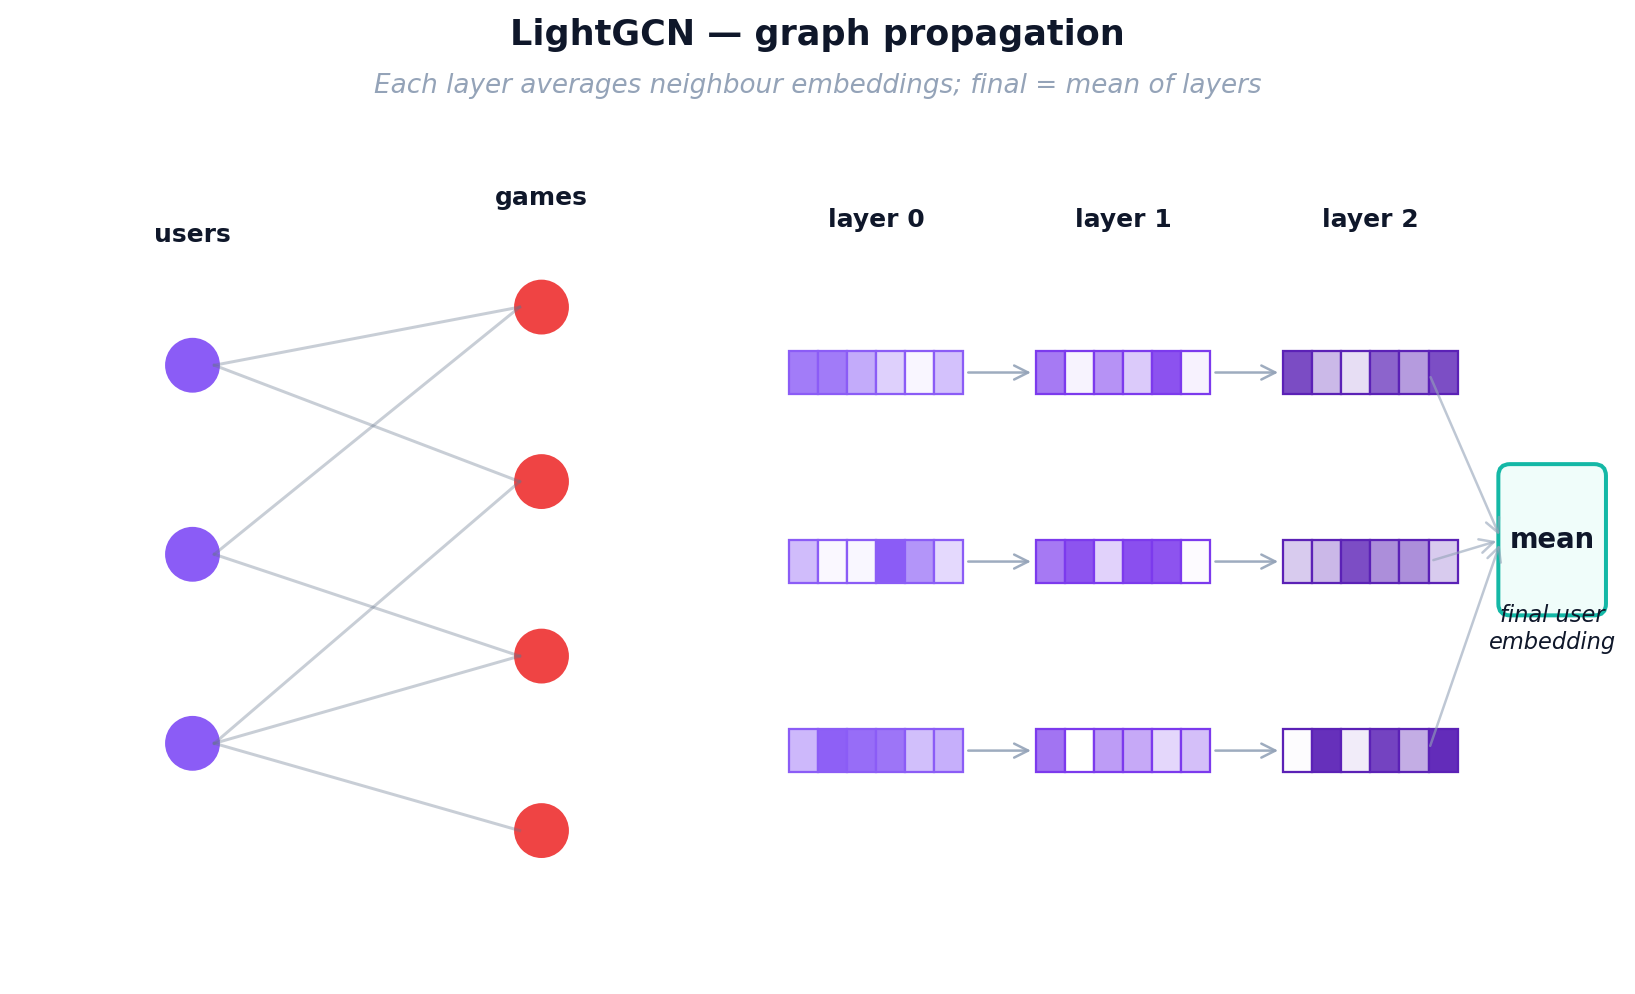 LightGCN — graph propagation
Each layer averages neighbour embeddings; final = mean of layers
users
games
layer 0
layer 1
layer 2
mean
final user
embedding